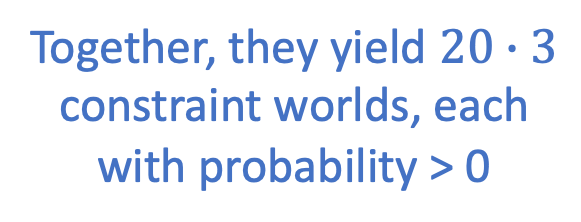 Together, they yield 20 · 3
constraint worlds, each
with probability > 0